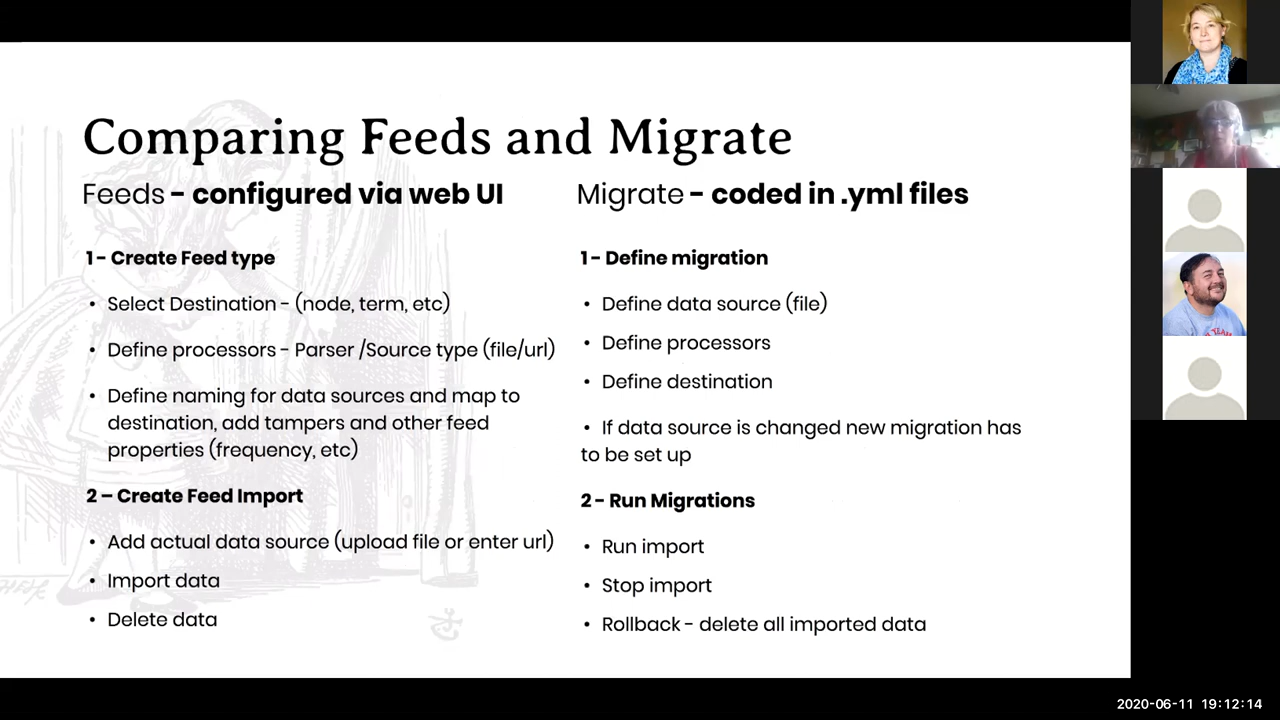 Comparing Feeds and Migrate
Feeds - configured via web UI
1 - Create Feed type
• Select Destination - (node, term, etc)
• Define processors - Parser /Source type (file/url)
• Define naming for data sources and map to
destination, add tampers and other feed
properties (frequency, etc)
2 – Create Feed Import
• Add actual data source (upload file or enter url)
• Import data
• Delete data
Migrate - coded in .yml files
1 - Define migration
• Define data source (file)
• Define processors
• Define destination
• If data source is changed new migration has
to be set up
2 - Run Migrations
• Run import
• Stop import
• Rollback - delete all imported data
2020-06-11 19:12:14